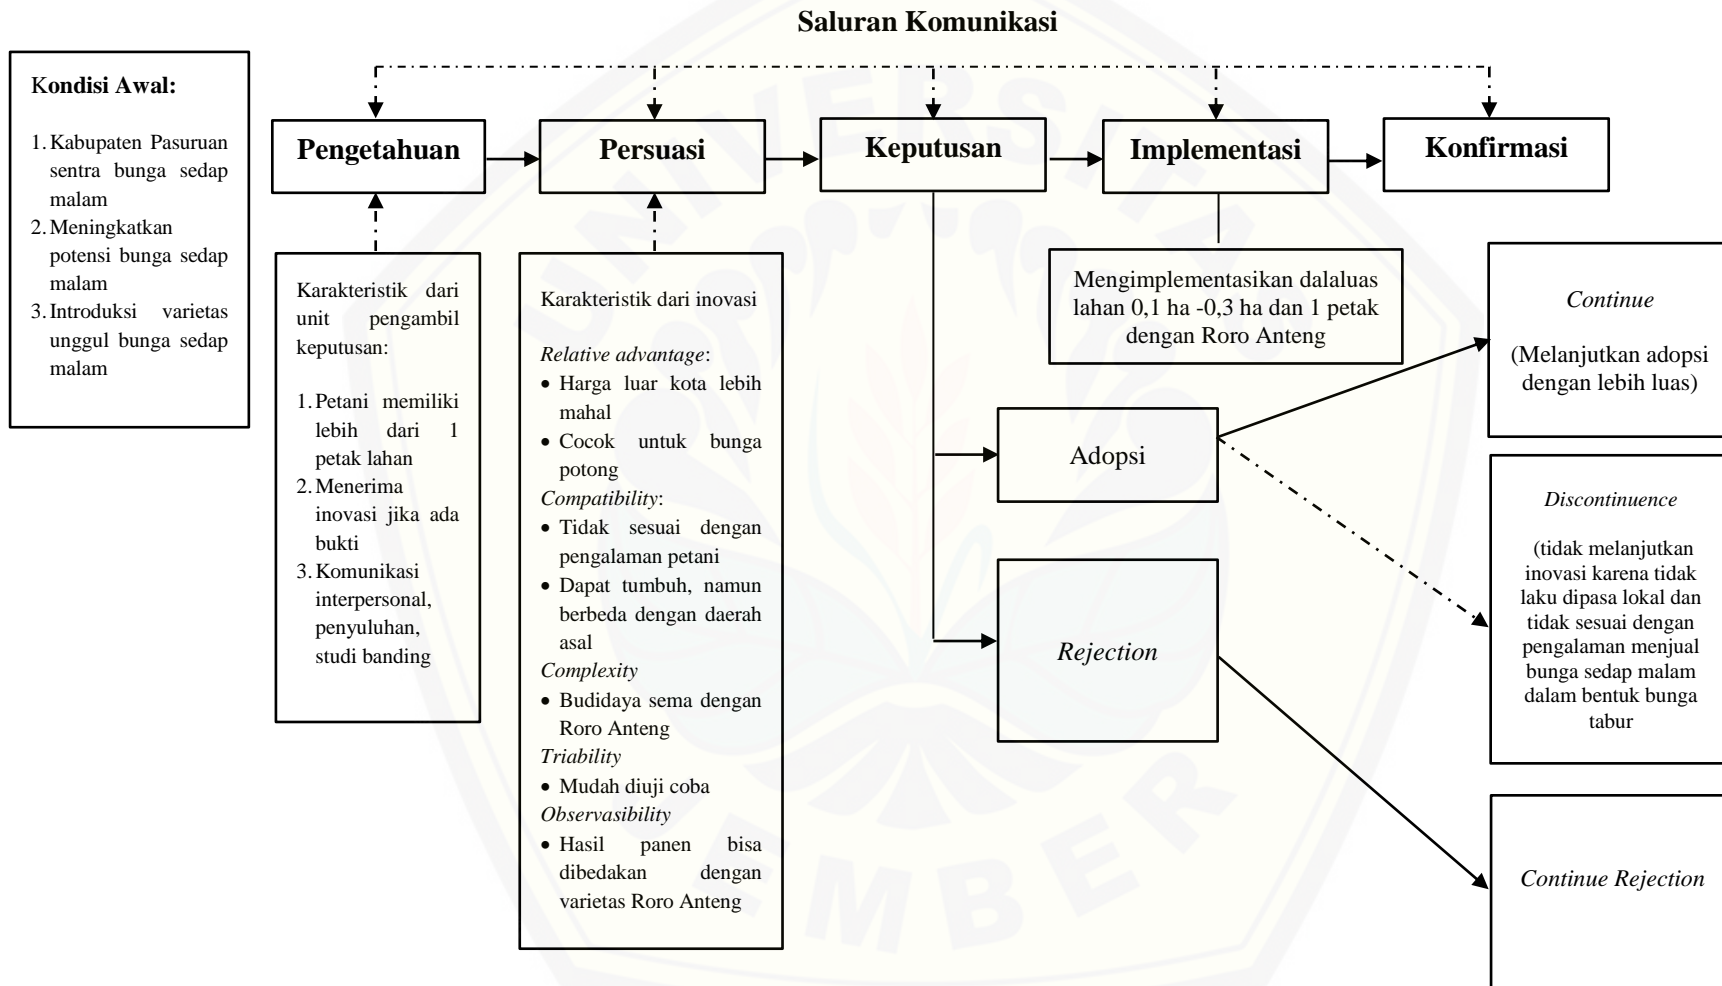 Saluran Komunikasi
Kondisi Awal:
1. Kabupaten Pasuruan
sentra bunga sedap
malam
2. Meningkatkan
potensi bunga sedap
malam
3. Introduksi varietas
unggul bunga sedap
malam
Pengetahuan
Persuasi
Keputusan
Implementasi
Konfirmasi
Karakteristik dari
unit pengambil
keputusan:
1. Petani memiliki
lebih dari 1
petak lahan
2. Menerima
inovasi jika ada
bukti
3. Komunikasi
interpersonal,
penyuluhan,
studi banding
Karakteristik dari inovasi
Relative advantage:
• Harga luar kota lebih
mahal
• Cocok untuk bunga
potong
Compatibility:
• Tidak sesuai dengan
pengalaman petani
• Dapat tumbuh, namun
berbeda dengan daerah
asal
Complexity
• Budidaya sema dengan
Roro Anteng
Triability
• Mudah diuji coba
Observasibility
• Hasil panen bisa
dibedakan dengan
varietas Roro Anteng
Mengimplementasikan dalaluas
lahan 0,1 ha -0,3 ha dan 1 petak
dengan Roro Anteng
Adopsi
Rejection
Continue
(Melanjutkan adopsi
dengan lebih luas)
Discontinuence
(tidak melanjutkan
inovasi karena tidak
laku dipasa lokal dan
tidak sesuai dengan
pengalaman menjual
bunga sedap malam
dalam bentuk bunga
tabur
Continue Rejection
UNIVERSITAS
JEMBER